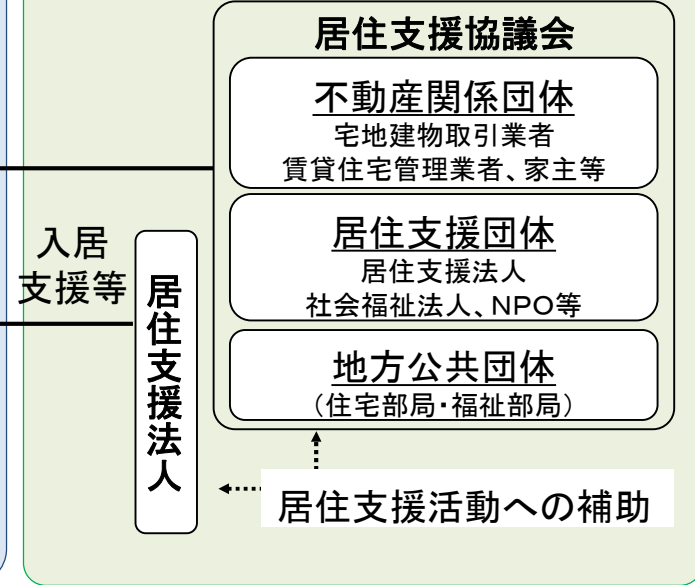 居住支援協議会
不動産関係団体
宅地建物取引業者
賃貸住宅管理業者、家主等
居住支援団体
居住支援法人
社会福祉法人、NPO等
地方公共団体
（住宅部局・福祉部局）
入居
支援等
居住支援法人
居住支援活動への補助